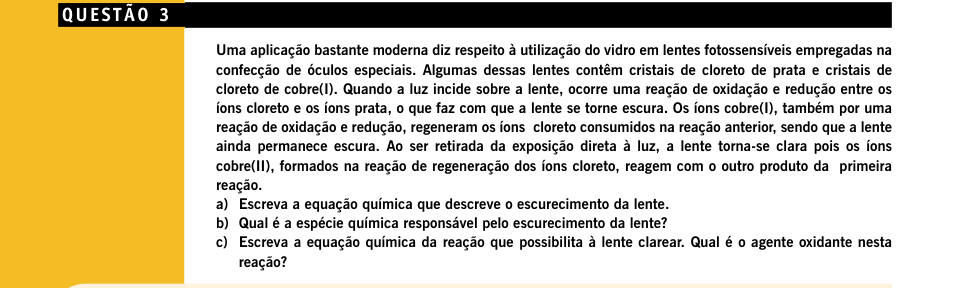 QUESTÃO 3
Uma aplicação bastante moderna diz respeito à utilização do vidro em lentes fotossensíveis empregadas na
confecção de óculos especiais. Algumas dessas lentes contêm cristais de cloreto de prata e cristais de
cloreto de cobre(I). Quando a luz incide sobre a lente, ocorre uma reação de oxidação e redução entre os
íons cloreto e os íons prata, o que faz com que a lente se torne escura. Os íons cobre(I), também por uma
reação de oxidação e redução, regeneram os íons cloreto consumidos na reação anterior, sendo que a lente
ainda permanece escura. Ao ser retirada da exposição direta à luz, a lente torna-se clara pois os íons
cobre(II), formados na reação de regeneração dos íons cloreto, reagem com o outro produto da primeira
reação.
a) Escreva a equação química que descreve o escurecimento da lente.
b) Qual é a espécie química responsável pelo escurecimento da lente?
c) Escreva a equação química da reação que possibilita à lente clarear. Qual é o agente oxidante nesta
reação?